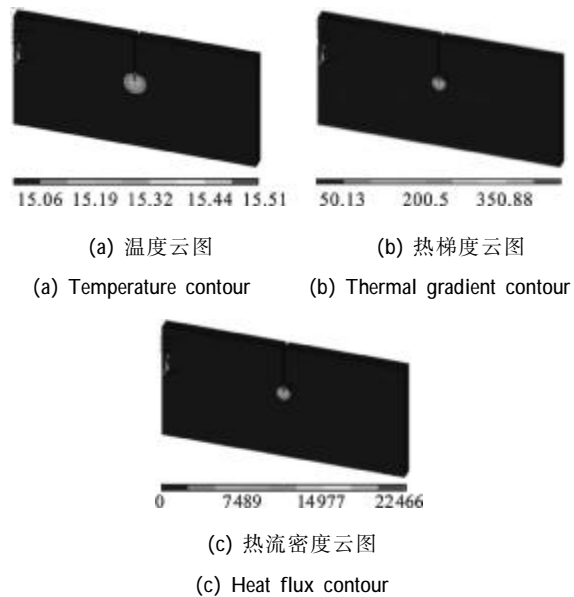 15.06 15.19 15.32 15.44 15.51
50.13 200.5 350.88
(a) 温度云图
(b) 热梯度云图
(a) Temperature contour
(b) Thermal gradient contour
0 7489 14977 22466
(c) 热流密度云图
(c) Heat flux contour